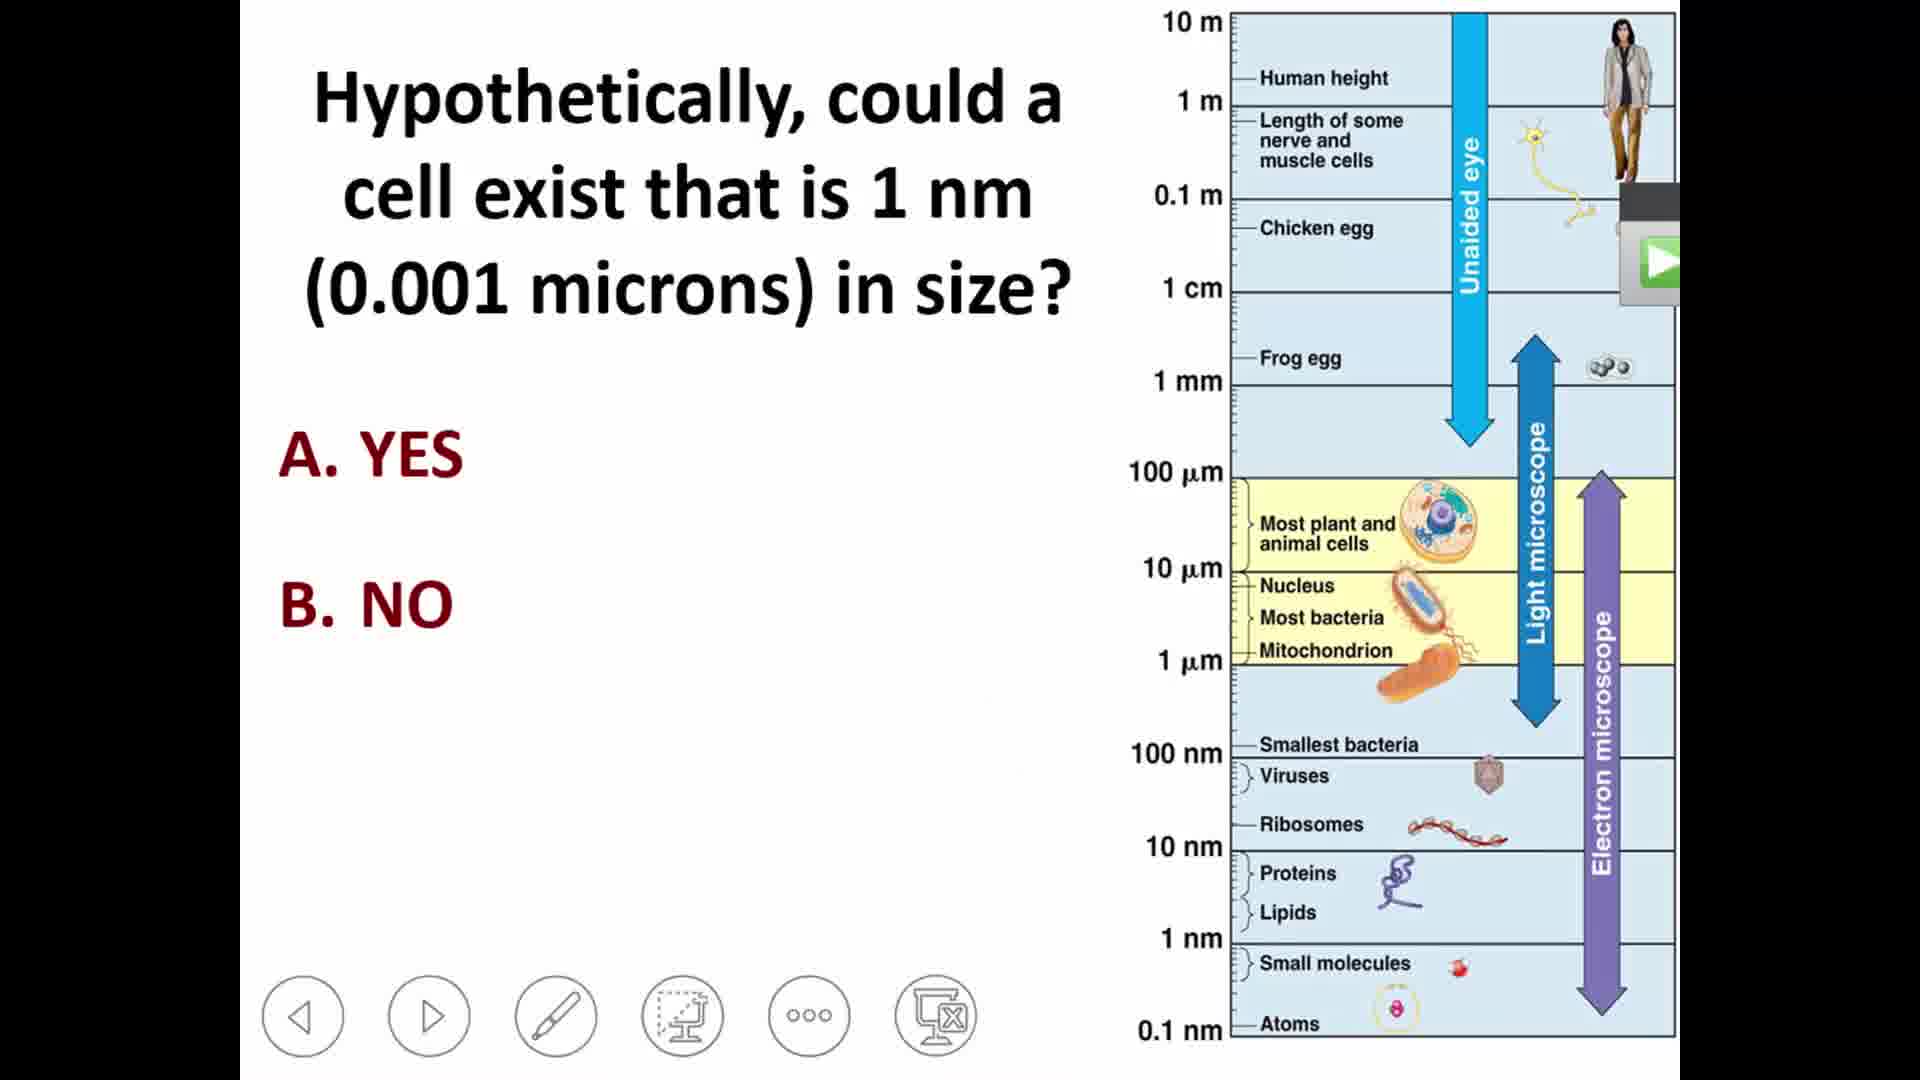 Hypothetically, could a
cell exist that is 1 nm
(0.001 microns) in size?
A. YES
B. NO
10 m
Human height
1 m
Length of some
nerve and
muscle cells
0.1 m
Chicken egg
1 cm
Frog egg
1 mm
100 µm
Most plant and
animal cells
10 µm
Nucleus
Most bacteria
Mitochondrion
1 µm
Smallest bacteria
100 nm
Viruses
Ribosomes
10 nm
Proteins
Lipids
1 nm
Small molecules
Atoms
0.1 nm
Unaided eye
Light microscope
Electron microscope